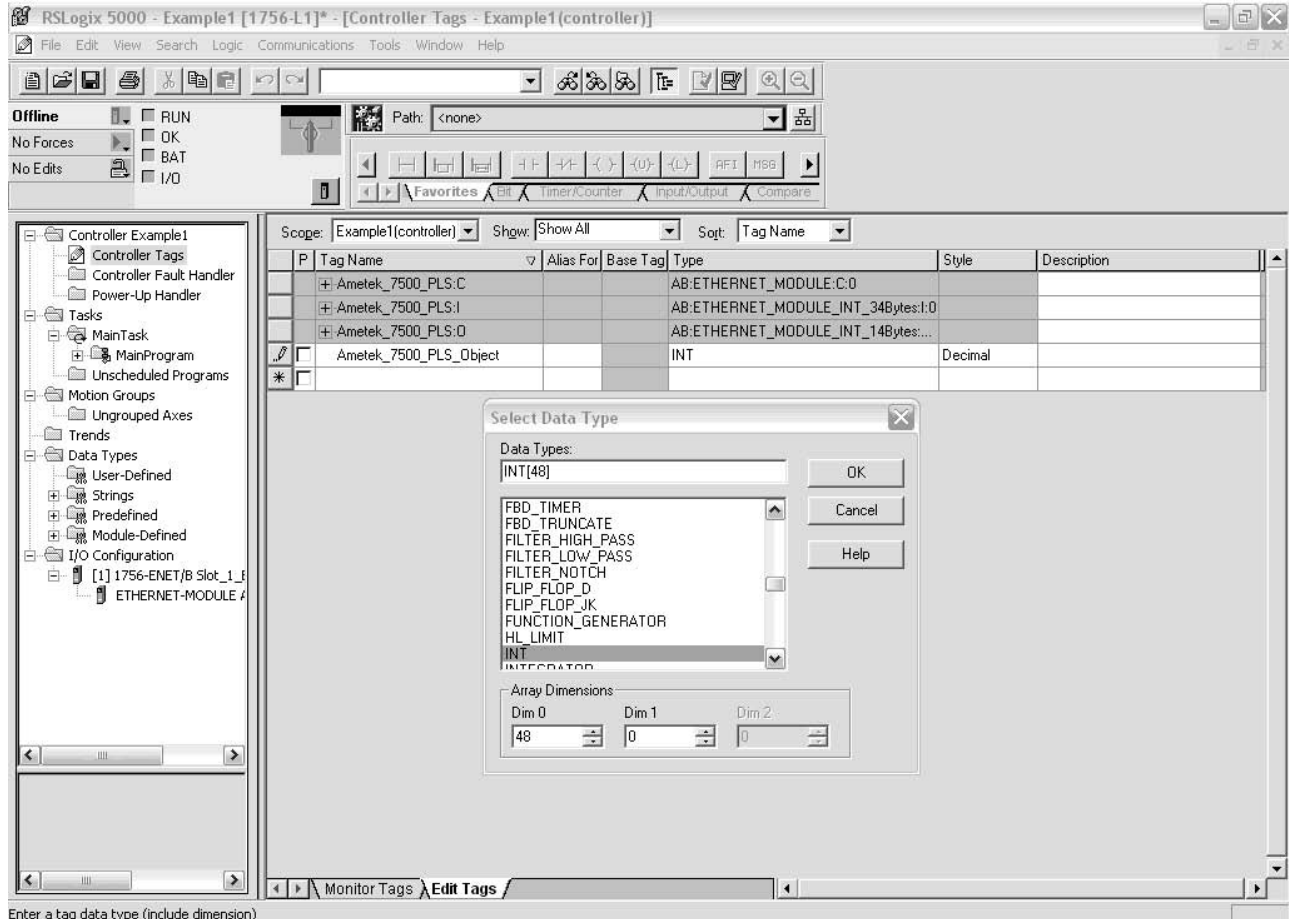 RSLogix 5000 - Example1 [1756-L1]* - [Controller Tags - Example1(controller)]
File Edit View Search Logic Communications Tools Window Help
Offline
RUN
No Forces
OK
No Edits
BAT
I/O
Path: <none>
AFI MSG
Favorites Bit Timer/Counter Input/Output Compare
Controller Example1
Controller Tags
Controller Fault Handler
Power-Up Handler
Tasks
MainTask
MainProgram
Unscheduled Programs
Motion Groups
Ungrouped Axes
Trends
Data Types
User-Defined
Strings
Predefined
Module-Defined
I/O Configuration
[1] 1756-ENET/B Slot_1_E
ETHERNET-MODULE A
Scope: Example1(controller) Show: Show All Sort: Tag Name
P Tag Name Alias For Base Tag Type Style Description
Ametek_7500_PLS:C AB:ETHERNET_MODULE:C:0
Ametek_7500_PLS:I AB:ETHERNET_MODULE_INT_34Bytes:I:0
Ametek_7500_PLS:O AB:ETHERNET_MODULE_INT_14Bytes:...
Ametek_7500_PLS_Object INT Decimal
Select Data Type
Data Types:
INT[48]
OK
Cancel
Help
FBD_TIMER
FBD_TRUNCATE
FILTER_HIGH_PASS
FILTER_LOW_PASS
FILTER_NOTCH
FLIP_FLOP_D
FLIP_FLOP_JK
FUNCTION_GENERATOR
HL_LIMIT
INT
INTEGRATOR
Array Dimensions
Dim 0 Dim 1 Dim 2
48 0 0
Monitor Tags Edit Tags
Enter a tag data type (include dimension)